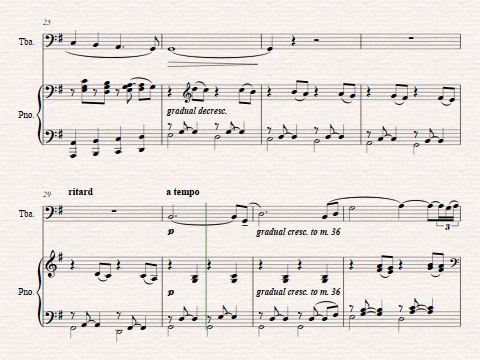 25
Tba.
Pno.
gradual decresc.
29
ritard
a tempo
Tba.
p
gradual cresc. to m. 36
3
Pno.
p
gradual cresc. to m. 36